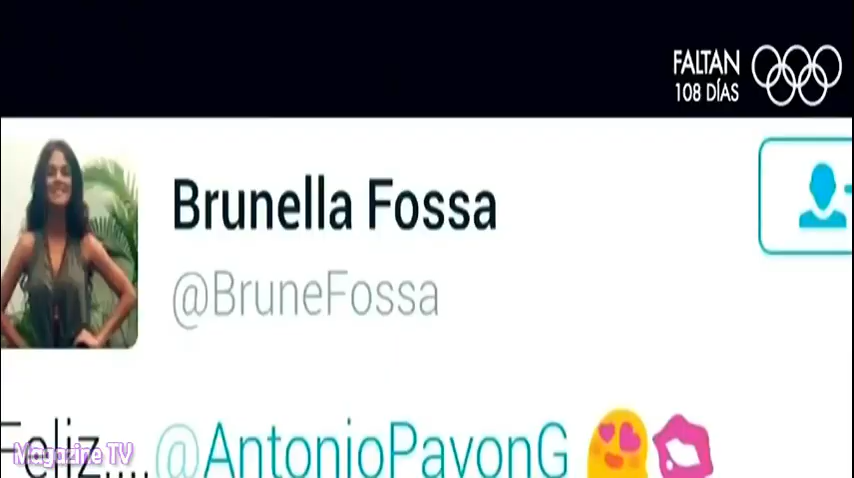 FALTAN
108 DÍAS
Brunella Fossa
@BruneFossa
Feliz....@AntonioPavonG
Magazine TV